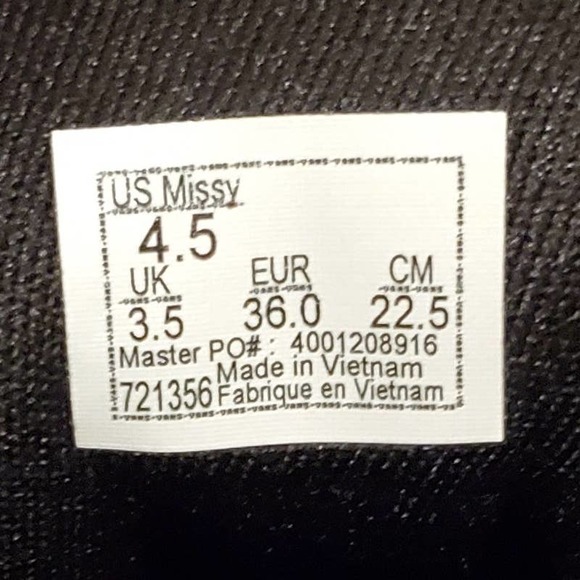 US Missy
4.5
UK EUR CM
3.5 36.0 22.5
Master PO#: 4001208916
Made in Vietnam
721356 Fabrique en Vietnam